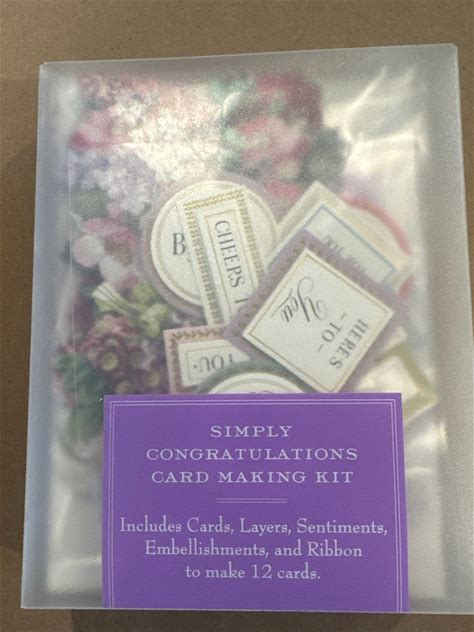 CHEERS T
HERE'S
-TO-
You
YOU
SIMPLY
CONGRATULATIONS
CARD MAKING KIT
Includes Cards, Layers, Sentiments,
Embellishments, and Ribbon
to make 12 cards.